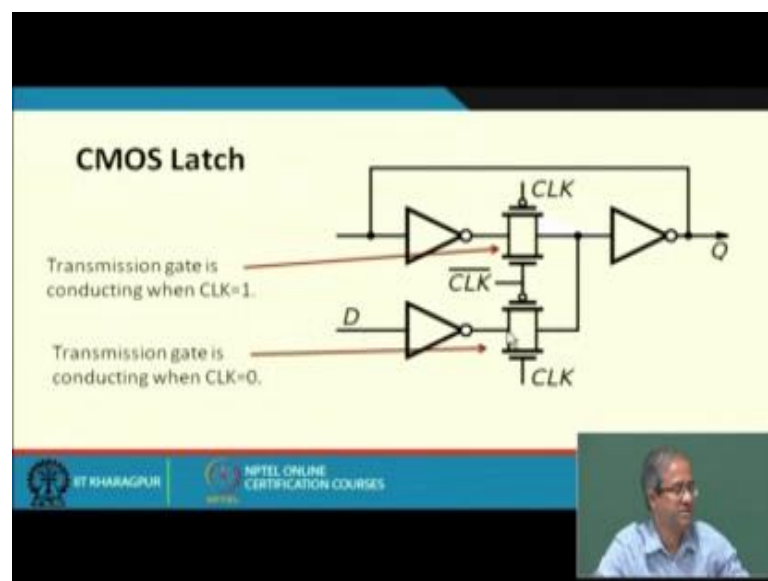 CMOS Latch
CLK
Q
Transmission gate is
conducting when CLK=1.
CLK
D
Transmission gate is
conducting when CLK=0.
CLK
IIT KHARAGPUR
NPTEL ONLINE
CERTIFICATION COURSES
NPTEL